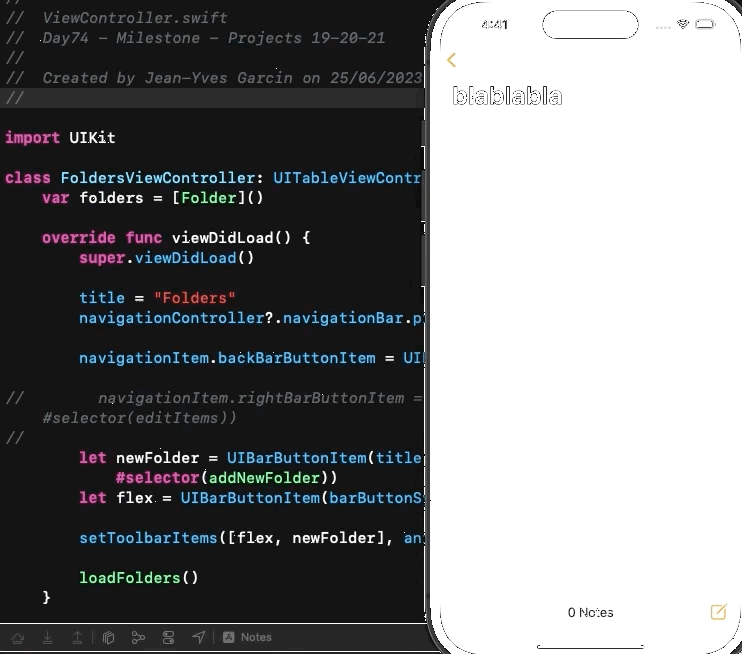 //
//  ViewController.swift
//  Day74 – Milestone – Projects 19–20–21
//
//  Created by Jean-Yves Garcin on 25/06/2023
//
import UIKit
class FoldersViewController: UITableViewContr
var folders = [Folder]()
override func viewDidLoad() {
super.viewDidLoad()
title = "Folders"
navigationController?.navigationBar.p
navigationItem.backBarButtonItem = UI
//        navigationItem.rightBarButtonItem =
#selector(editItems))
//
let newFolder = UIBarButtonItem(title
#selector(addNewFolder))
let flex = UIBarButtonItem(barButtonS
setToolbarItems([flex, newFolder], an
loadFolders()
}
Notes
4:41
blablabla
0 Notes